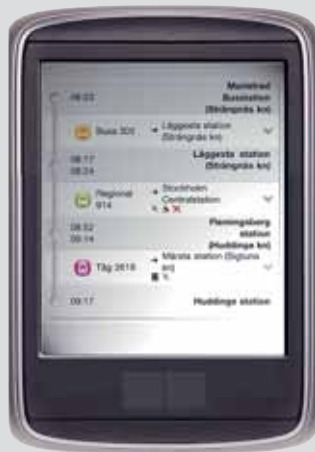 Mariefred
08:03 Busstation
(Strängnäs kn)
Buss 303 → Läggesta station
(Strängnäs kn)
08:17 Läggesta station
08:24 (Strängnäs kn)
Regional → Stockholm
914 Centralstation
Flemingsberg
08:52 station
09:14 (Huddinge kn)
Tåg 2618 → Märsta station (Sigtuna
kn)
09:17 Huddinge station